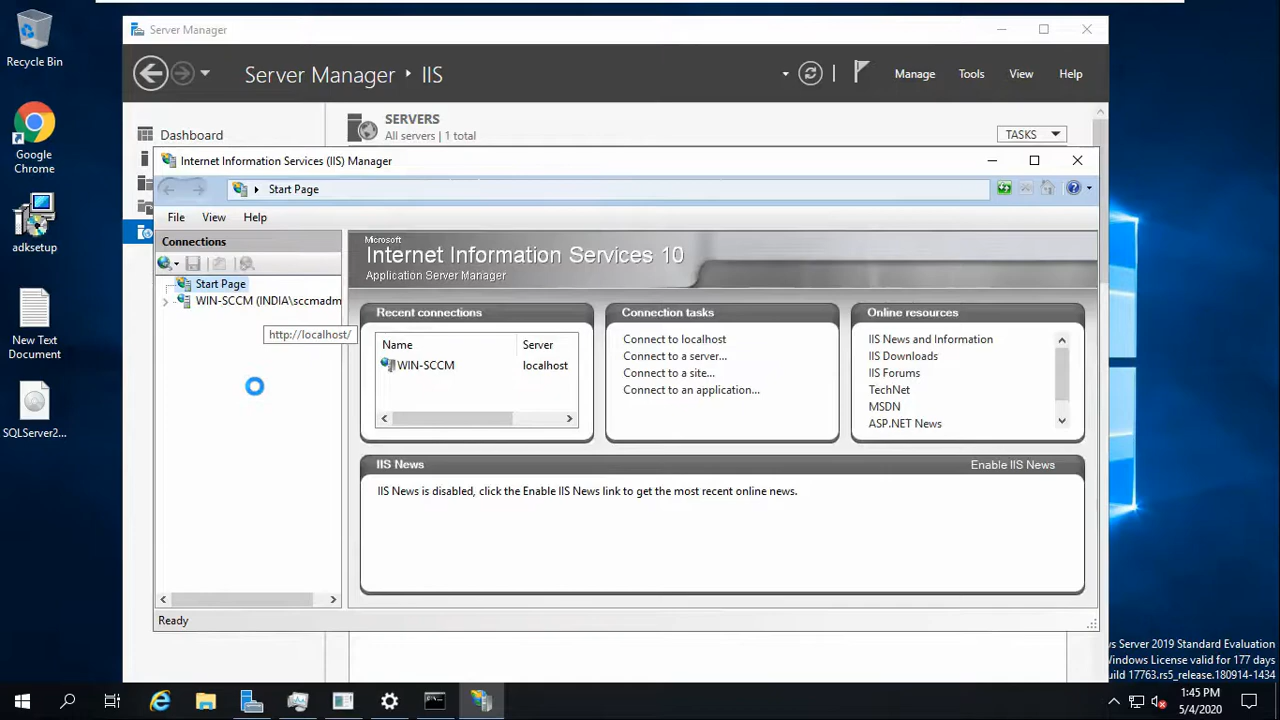 Recycle Bin
Google
Chrome
adksetup
New Text
Document
SQLServer2...
Server Manager
Server Manager • IIS
Manage
Tools
View
Help
Dashboard
SERVERS
All servers | 1 total
TASKS
Internet Information Services (IIS) Manager
Start Page
File
View
Help
Connections
Start Page
WIN-SCCM (INDIA\sccmadm
http://localhost/
Microsoft
Internet Information Services 10
Application Server Manager
Recent connections
Name
Server
WIN-SCCM
localhost
Connection tasks
Connect to localhost
Connect to a server...
Connect to a site...
Connect to an application...
Online resources
IIS News and Information
IIS Downloads
IIS Forums
TechNet
MSDN
ASP.NET News
IIS News
Enable IIS News
IIS News is disabled, click the Enable IIS News link to get the most recent online news.
Ready
vs Server 2019 Standard Evaluation
Windows License valid for 177 days
17763.rs5_release.180914-1434
1:45 PM
5/4/2020